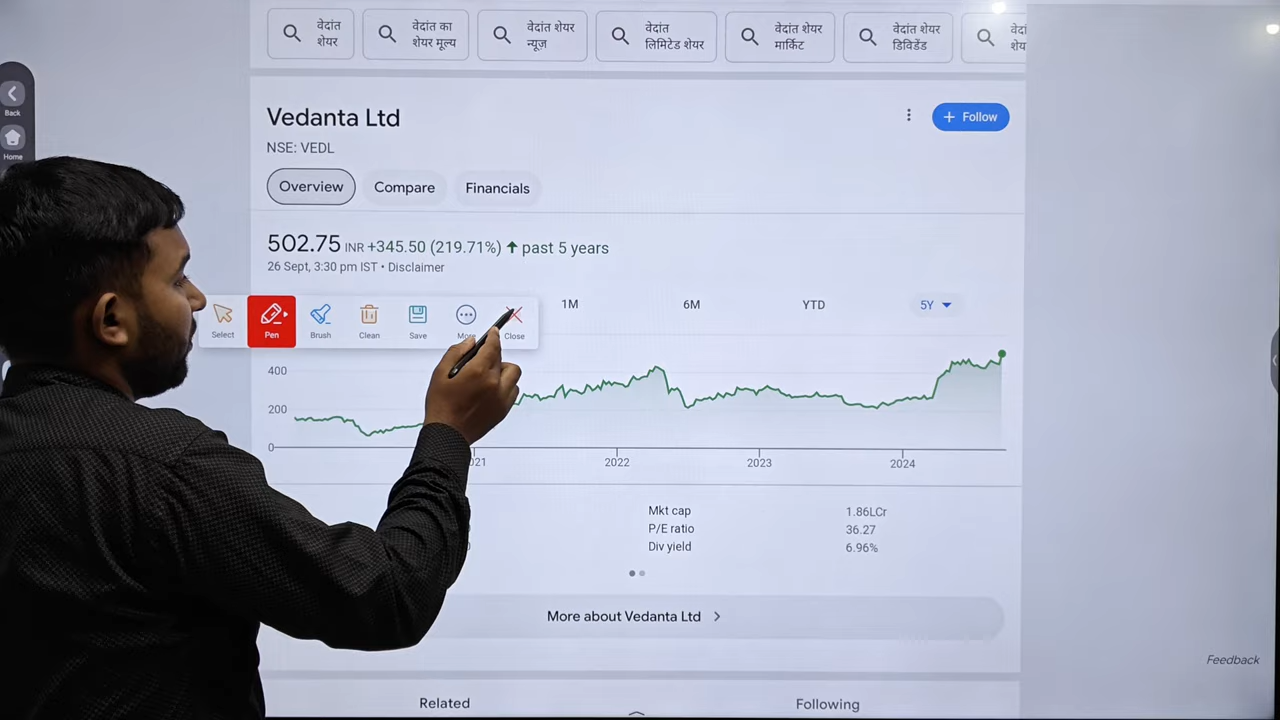 वेदांत
शेयर
वेदांत का
शेयर मूल्य
वेदांत शेयर
न्यूज़
वेदांत
लिमिटेड शेयर
वेदांत शेयर
मार्किट
वेदांत शेयर
डिविडेंड
Back
Home
Vedanta Ltd
+ Follow
NSE: VEDL
Overview
Compare
Financials
502.75 INR +345.50 (219.71%) ↑ past 5 years
26 Sept, 3:30 pm IST • Disclaimer
1M
6M
YTD
5Y
Select
Pen
Brush
Clean
Save
Close
400
200
0
2022
2023
2024
Mkt cap 1.86LCr
P/E ratio 36.27
Div yield 6.96%
More about Vedanta Ltd >
Feedback
Related
Following